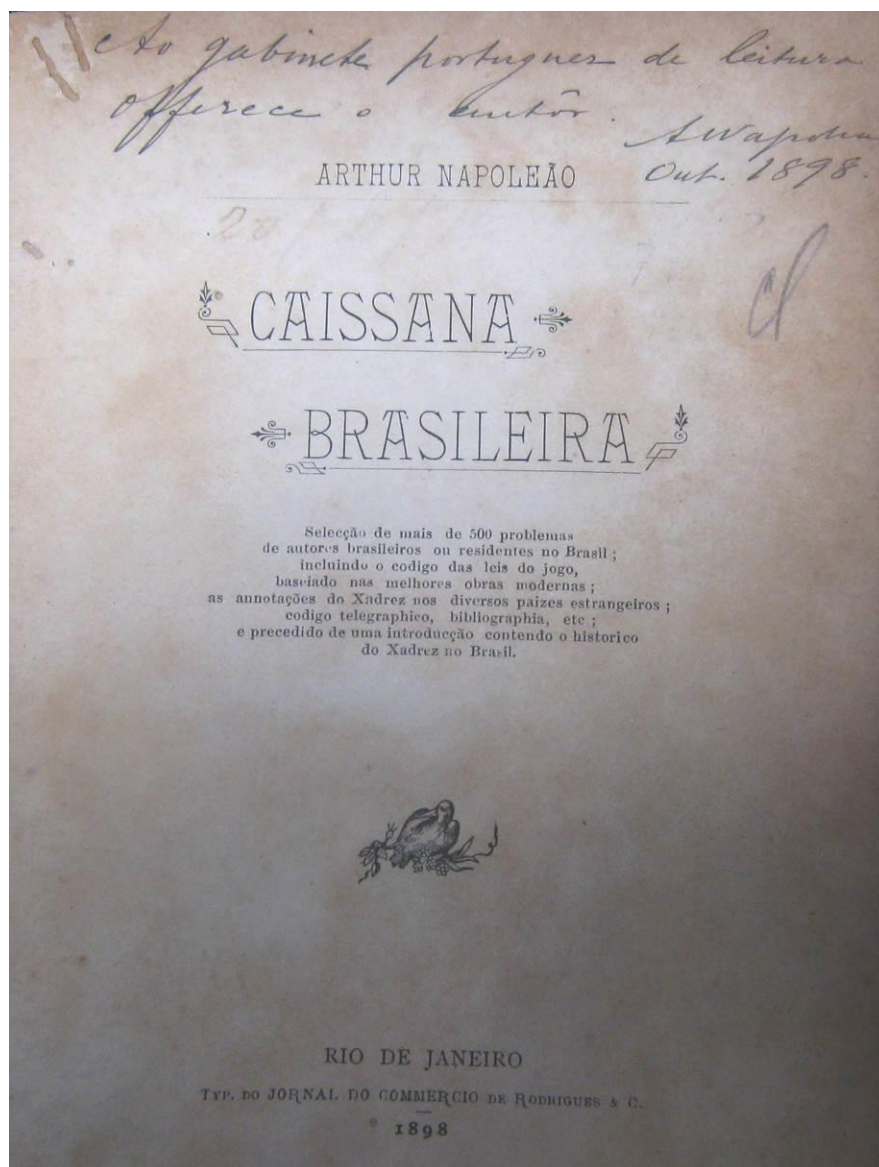 Ao gabinete portuguez de leitura
offerece o autôr.
ANapoleão
Out. 1898.
ARTHUR NAPOLEÃO
CAISSANA
BRASILEIRA
Selecção de mais de 500 problemas
de autores brasileiros ou residentes no Brasil ;
incluindo o codigo das leis do jogo,
baseiado nas melhores obras modernas ;
as annotações do Xadrez nos diversos paizes estrangeiros ;
codigo telegraphico, bibliographia, etc ;
e precedido de uma introducção contendo o historico
do Xadrez no Brasil.
RIO DE JANEIRO
TYP. DO JORNAL DO COMMERCIO DE RODRIGUES & C.
1898